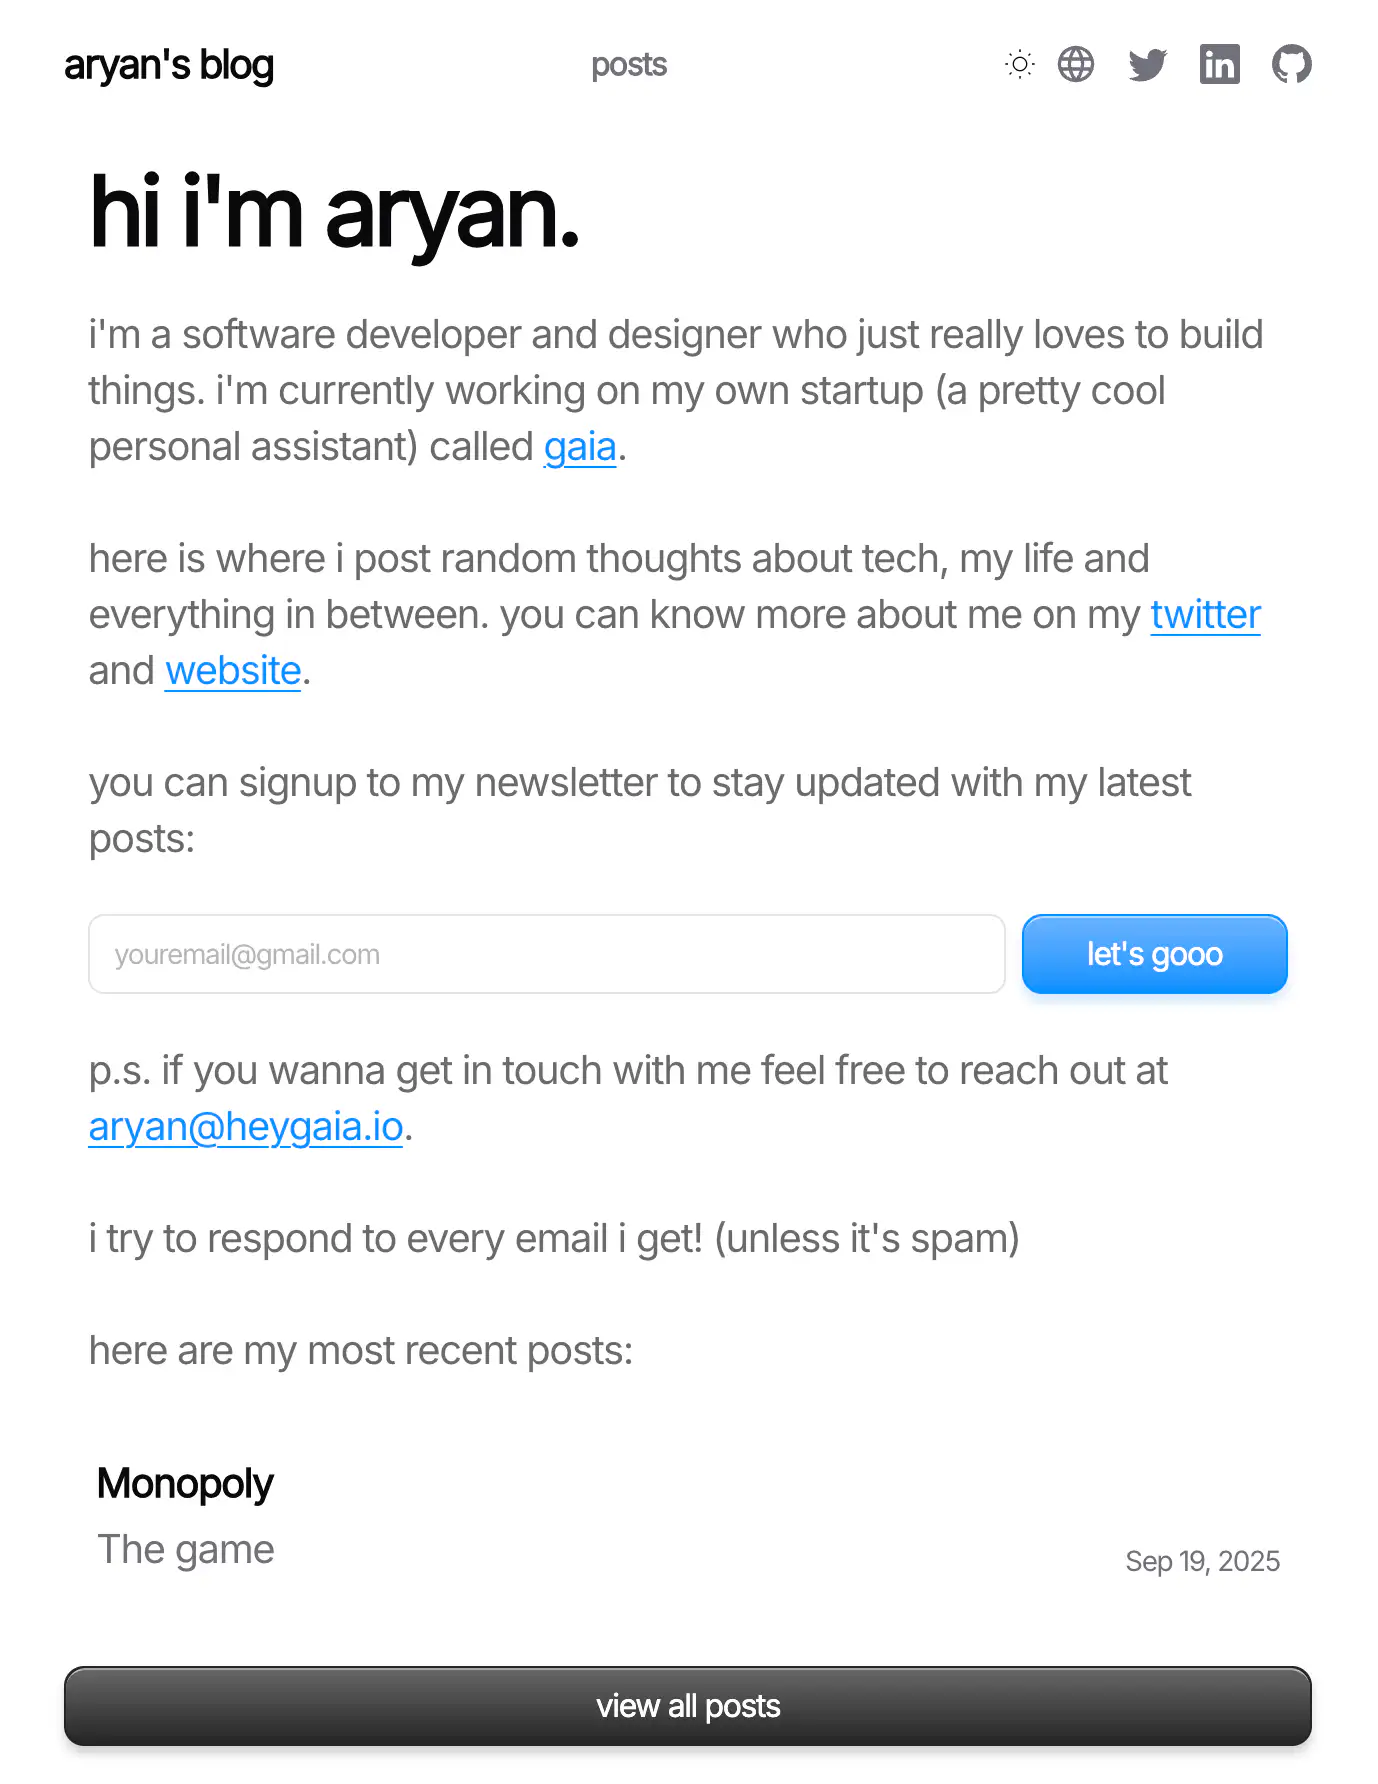 aryan's blog
posts
in
hi i'm aryan.
i'm a software developer and designer who just really loves to build
things. i'm currently working on my own startup (a pretty cool
personal assistant) called gaia.
here is where i post random thoughts about tech, my life and
everything in between. you can know more about me on my twitter
and website.
you can signup to my newsletter to stay updated with my latest
posts:
youremail@gmail.com
let's gooo
p.s. if you wanna get in touch with me feel free to reach out at
aryan@heygaia.io.
i try to respond to every email i get! (unless it's spam)
here are my most recent posts:
Monopoly
The game
Sep 19, 2025
view all posts